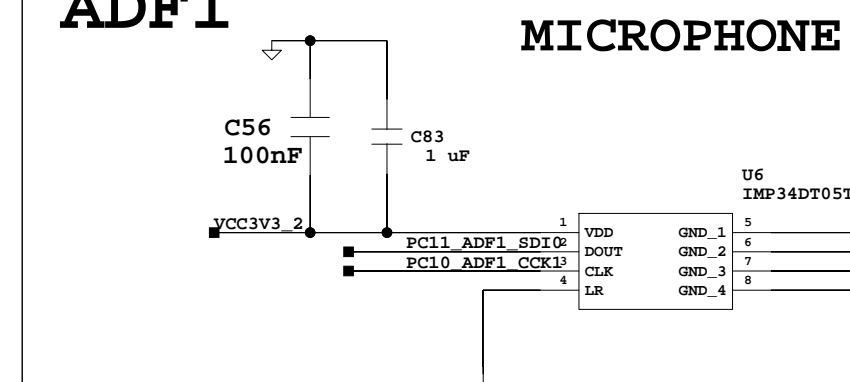 ADF1
MICROPHONE
C56
100nF
C83
1 uF
U6
IMP34DT05T
VCC3V3_2
1
VDD
GND_1
5
PC11_ADF1_SDI0
2
DOUT
GND_2
6
PC10_ADF1_CCK1
3
CLK
GND_3
7
4
LR
GND_4
8